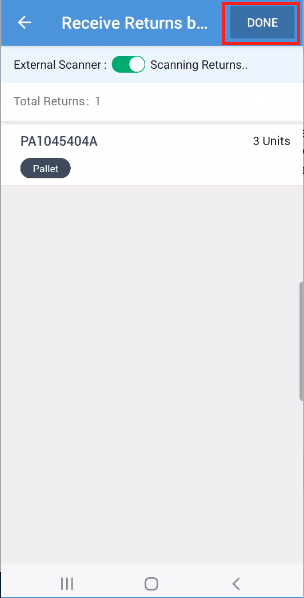 Receive Returns b...
DONE
External Scanner : Scanning Returns..
Total Returns: 1
PA1045404A
3 Units
Pallet